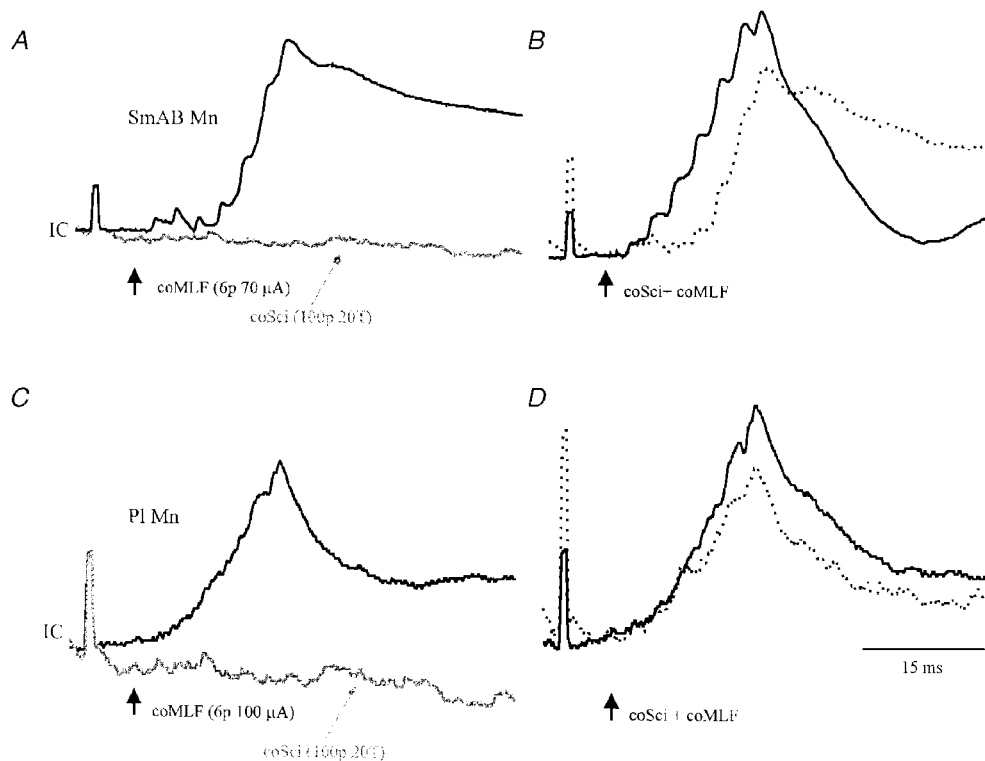 A
B
SmAB Mn
IC
coMLF (6p 70 µA)
coSci (100p 20T)
coSci+ coMLF
C
D
Pl Mn
IC
15 ms
coMLF (6p 100 µA)
coSci (100p 20T)
coSci + coMLF